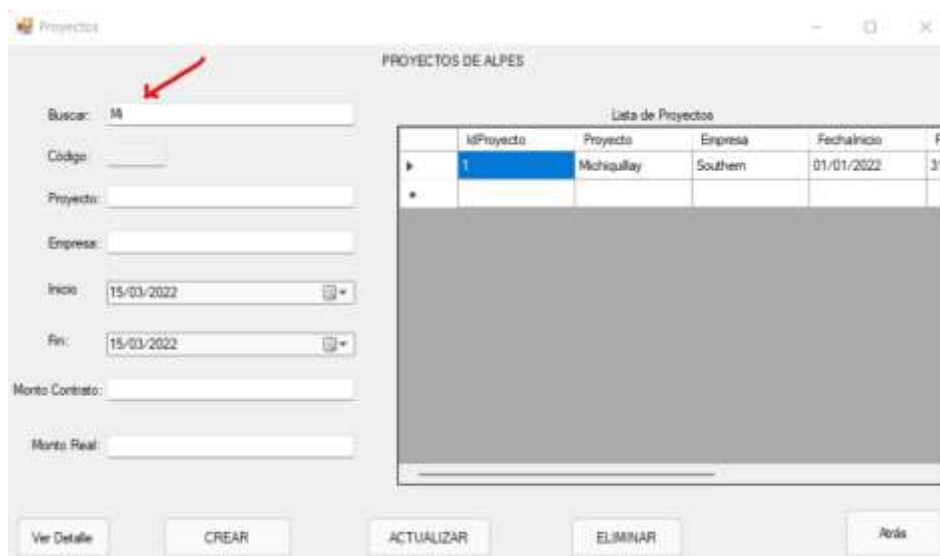 Proyectos
PROYECTOS DE ALPES
Buscar: Mi
Lista de Proyectos
IdProyecto Proyecto Empresa FechaInicio F
1 Michiquillay Southern 01/01/2022 31
Código:
Proyecto:
Empresa:
Inicio 15/03/2022
Fin: 15/03/2022
Monto Contrato:
Monto Real:
Ver Detalle CREAR ACTUALIZAR ELIMINAR Atrás